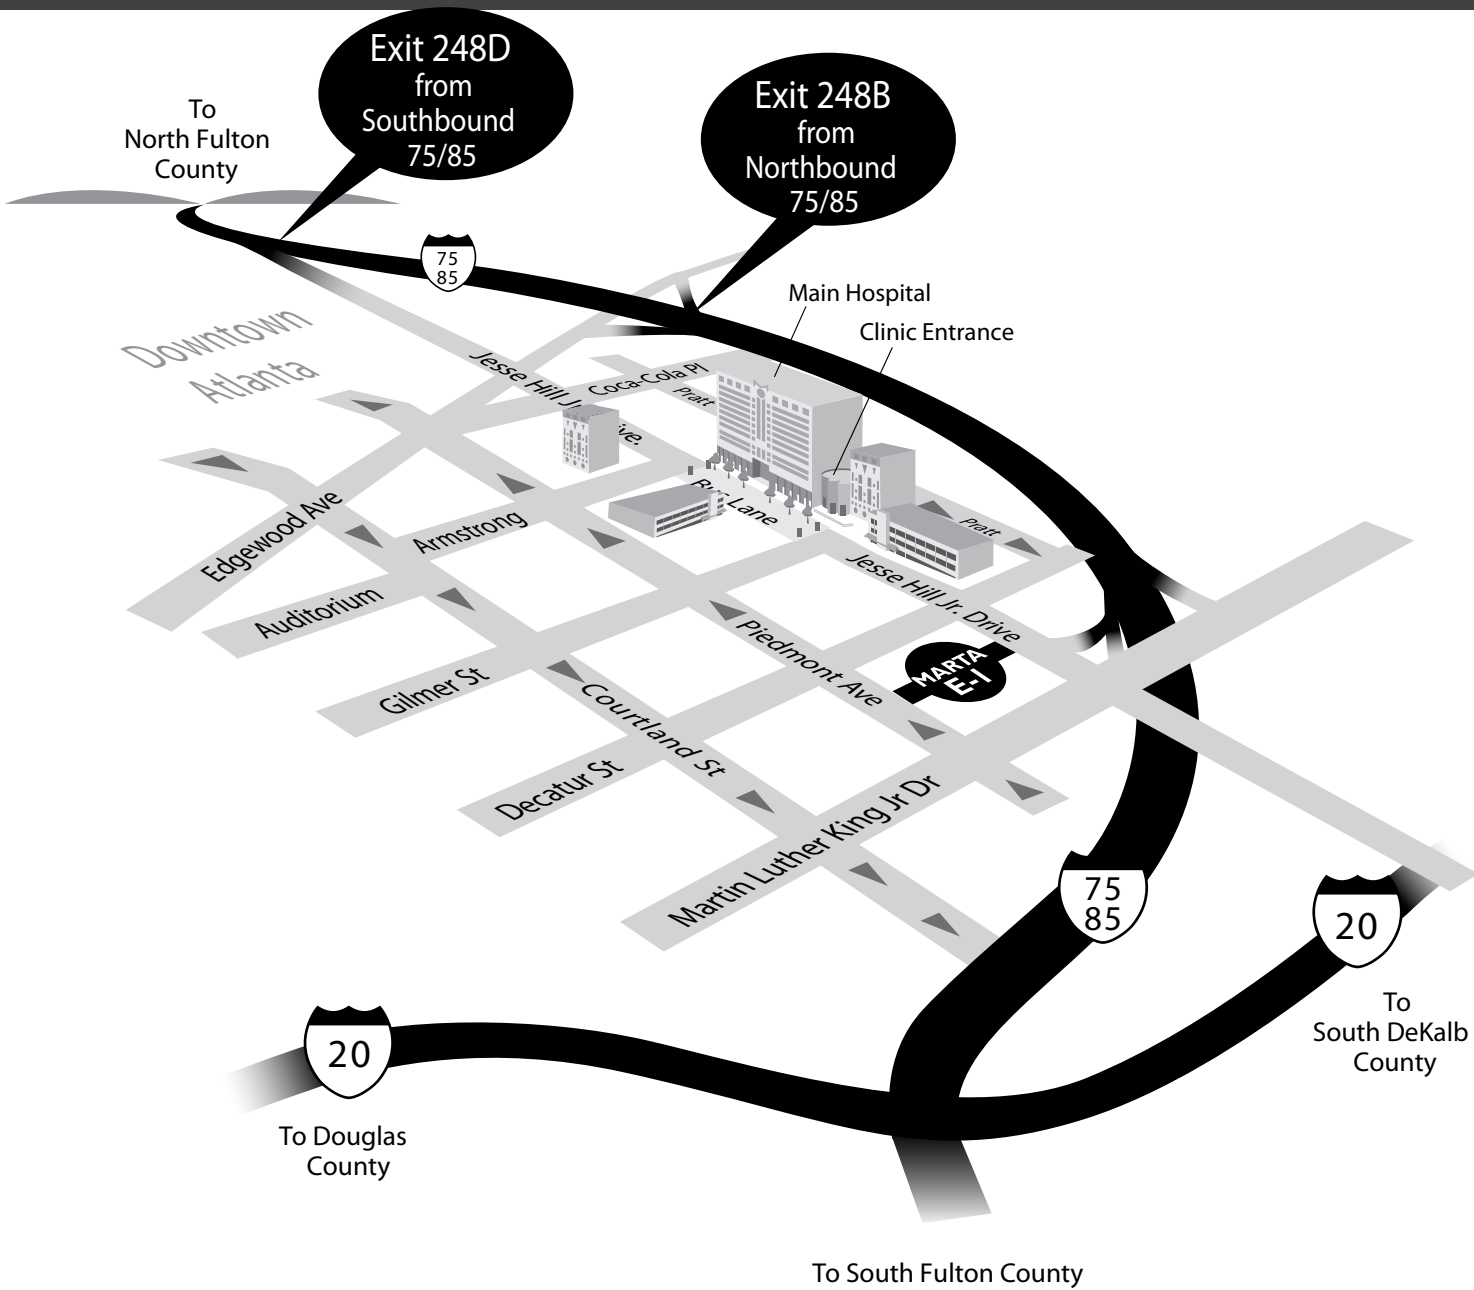 Exit 248D
from
Southbound
75/85
Exit 248B
from
Northbound
75/85
To
North Fulton
County
75
85
Main Hospital
Clinic Entrance
Downtown
Atlanta
Jesse Hill Jr
ive.
Coca-Cola Pl
Pratt
Bus Lane
Pratt
Edgewood Ave
Armstrong
Auditorium
Jesse Hill Jr. Drive
Piedmont Ave
MARTA
E-I
Gilmer St
Courtland St
Decatur St
Martin Luther King Jr Dr
75
85
20
To
South DeKalb
County
20
To Douglas
County
To South Fulton County